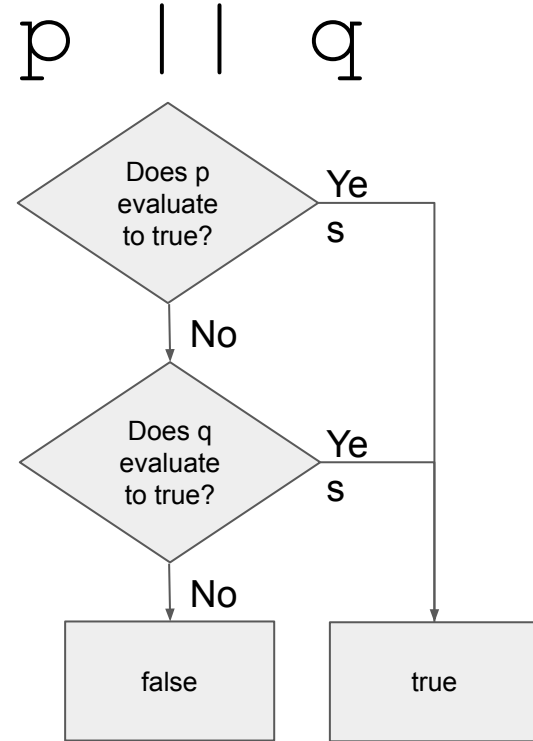 p || q
Does p
evaluate
to true?
Ye
s
No
Does q
evaluate
to true?
Ye
s
No
false
true